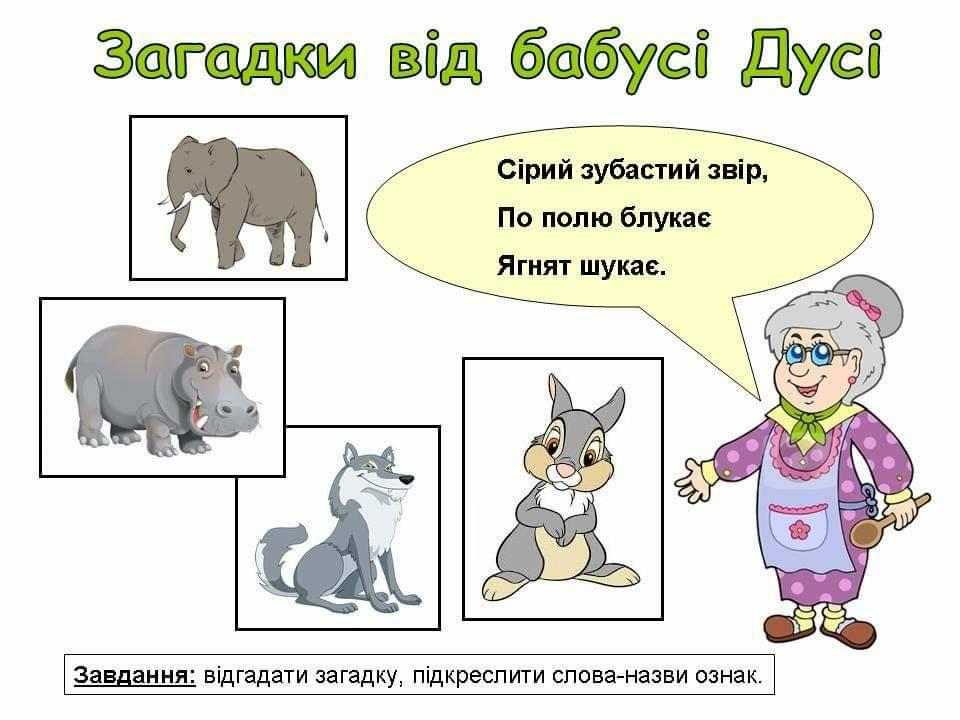 Загадки від бабусі Дусі
Сірий зубастий звір,
По полю блукає
Ягнят шукає.
Завдання: відгадати загадку, підкреслити слова-назви ознак.